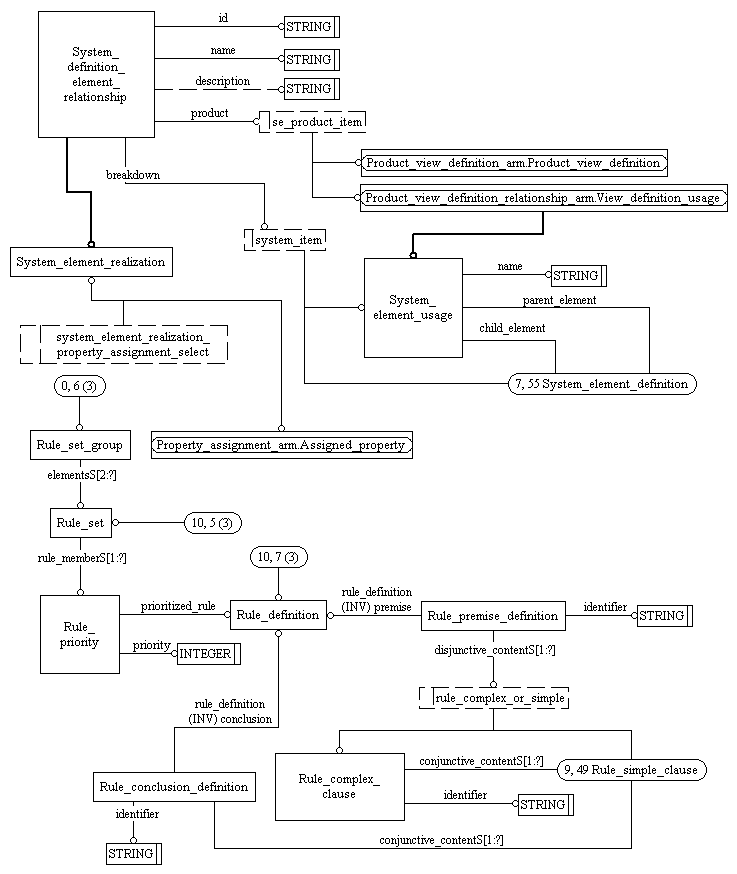 id
STRING
System_
definition_
element_
relationship
name
STRING
description
STRING
product
se_product_item
Product_view_definition_arm.Product_view_definition
breakdown
Product_view_definition_relationship_arm.View_definition_usage
system_item
System_element_realization
name
STRING
System_
element_usage
parent_element
child_element
system_element_realization_
property_assignment_select
0, 6 (3)
7, 55 System_element_definition
Rule_set_group
Property_assignment_arm.Assigned_property
elementsS[2:?]
Rule_set
10, 5 (3)
rule_memberS[1:?]
10, 7 (3)
Rule_
priority
prioritized_rule
Rule_definition
rule_definition
(INV) premise
Rule_premise_definition
identifier
STRING
priority
INTEGER
disjunctive_contentS[1:?]
rule_complex_or_simple
rule_definition
(INV) conclusion
Rule_complex_
clause
conjunctive_contentS[1:?]
9, 49 Rule_simple_clause
Rule_conclusion_definition
identifier
STRING
identifier
STRING
conjunctive_contentS[1:?]